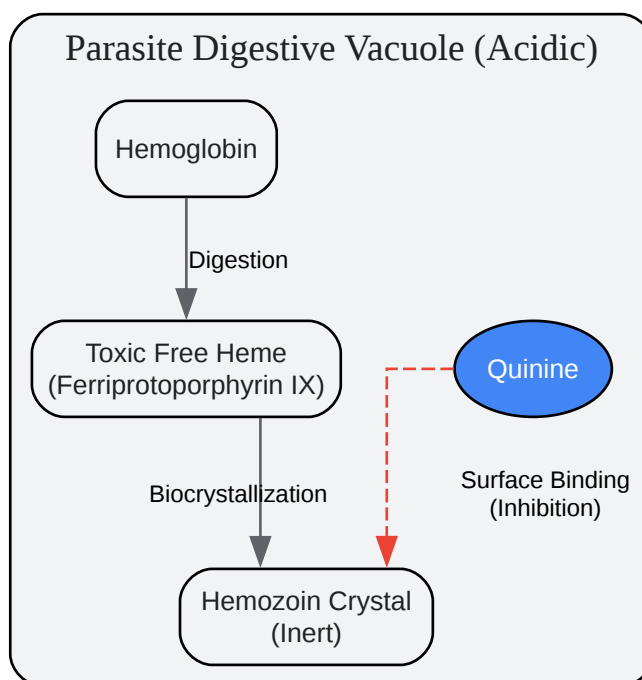 Parasite Digestive Vacuole (Acidic)
Hemoglobin
Digestion
Toxic Free Heme
(Ferriprotoporphyrin IX)
Quinine
Biocrystallization
Surface Binding
(Inhibition)
Hemozoin Crystal
(Inert)